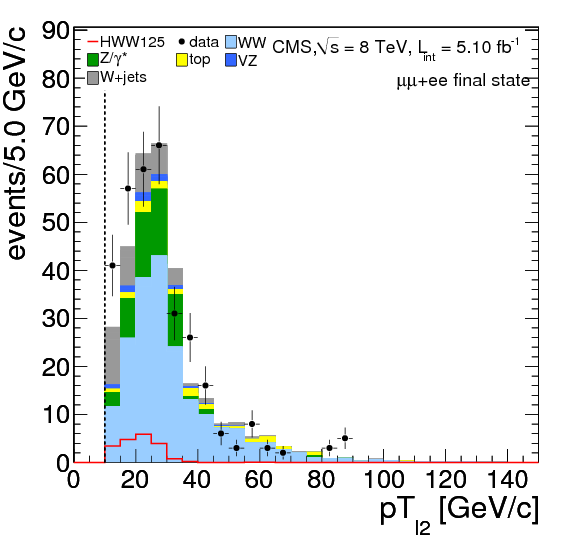 HWW125 data WW CMS,√s = 8 TeV, L_int = 5.10 fb⁻¹
Z/γ* top VZ
W+jets μμ+ee final state
events/5.0 GeV/c
90
80
70
60
50
40
30
20
10
0
0 20 40 60 80 100 120 140
pT_l2 [GeV/c]